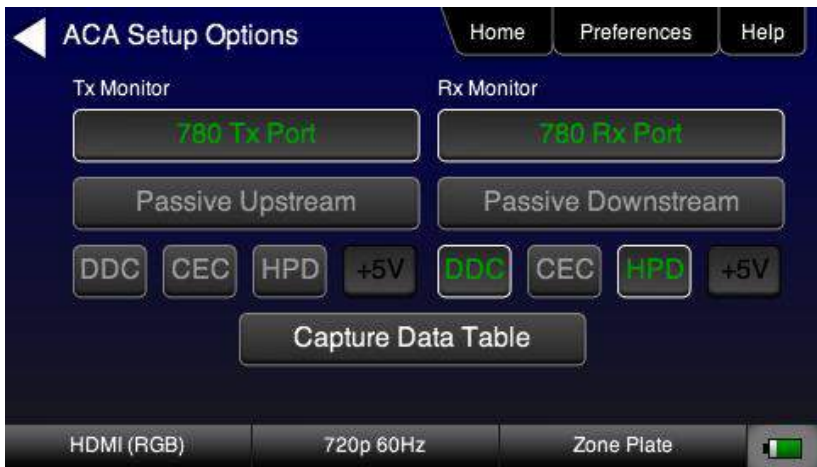 ACA Setup Options Home Preferences Help
Tx Monitor Rx Monitor
780 Tx Port 780 Rx Port
Passive Upstream Passive Downstream
DDC CEC HPD +5V DDC CEC HPD +5V
Capture Data Table
HDMI (RGB) 720p 60Hz Zone Plate